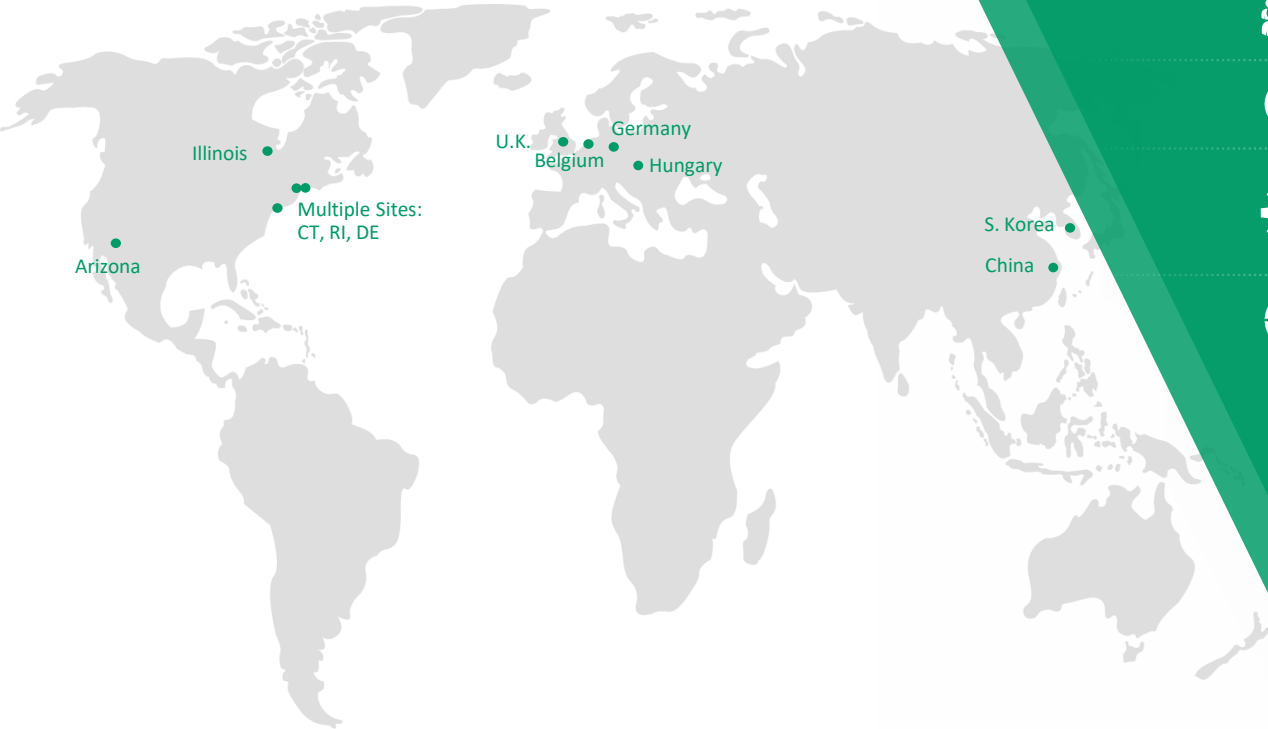 Illinois
Multiple Sites:
CT, RI, DE
Arizona
U.K.
Germany
Belgium
Hungary
S. Korea
China